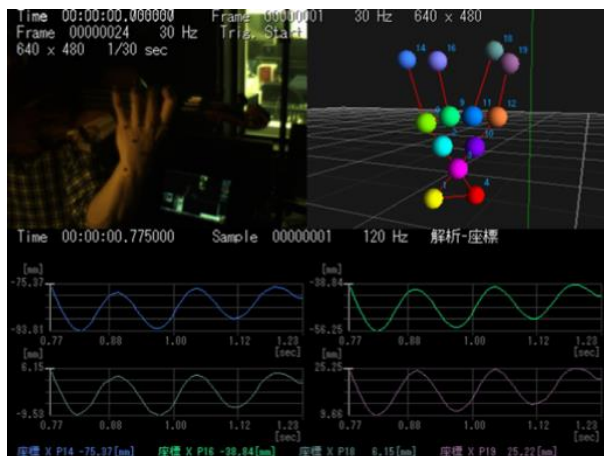 Time 00:00:00.000000
Frame 00000024 30 Hz
640 x 480 1/30 sec
Frame 00000001 30 Hz 640 x 480
Trig. Start
14
16
18
19
9
11
12
10
4
Time 00:00:00.775000 Sample 00000001 120 Hz 解析-座標
[mm]
-75.37
-93.81
0.77 0.88 1.00 1.12 1.23
[sec]
[mm]
-38.84
-56.25
0.77 0.88 1.00 1.12 1.23
[sec]
[mm]
6.15
-9.59
0.77 0.88 1.00 1.12 1.23
[sec]
[mm]
25.25
9.66
0.77 0.88 1.00 1.12 1.23
[sec]
座標 X P14 -75.37[mm] 座標 X P16 -38.84[mm] 座標 X P18 6.15[mm] 座標 X P19 25.22[mm]